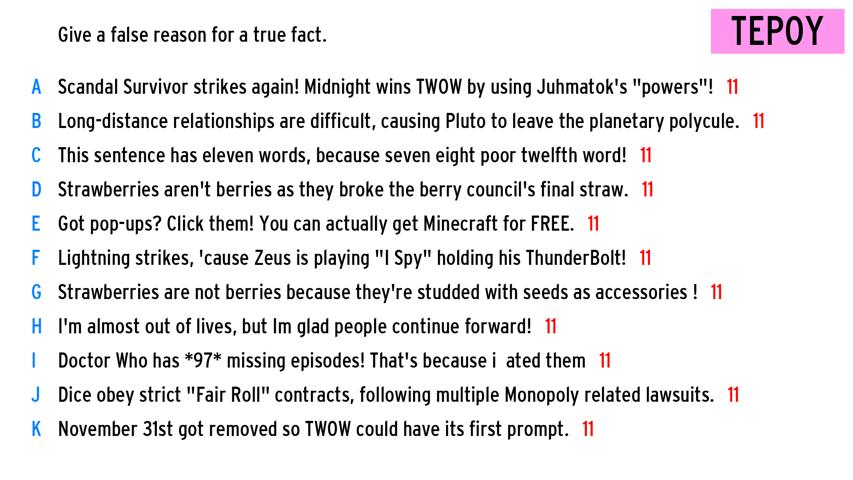 Give a false reason for a true fact.
TEPOY
A Scandal Survivor strikes again! Midnight wins TWOW by using Juhmatok's "powers"! 11
B Long-distance relationships are difficult, causing Pluto to leave the planetary polycule. 11
C This sentence has eleven words, because seven eight poor twelfth word! 11
D Strawberries aren't berries as they broke the berry council's final straw. 11
E Got pop-ups? Click them! You can actually get Minecraft for FREE. 11
F Lightning strikes, 'cause Zeus is playing "I Spy" holding his ThunderBolt! 11
G Strawberries are not berries because they're studded with seeds as accessories ! 11
H I'm almost out of lives, but Im glad people continue forward! 11
I Doctor Who has *97* missing episodes! That's because i  ated them 11
J Dice obey strict "Fair Roll" contracts, following multiple Monopoly related lawsuits. 11
K November 31st got removed so TWOW could have its first prompt. 11